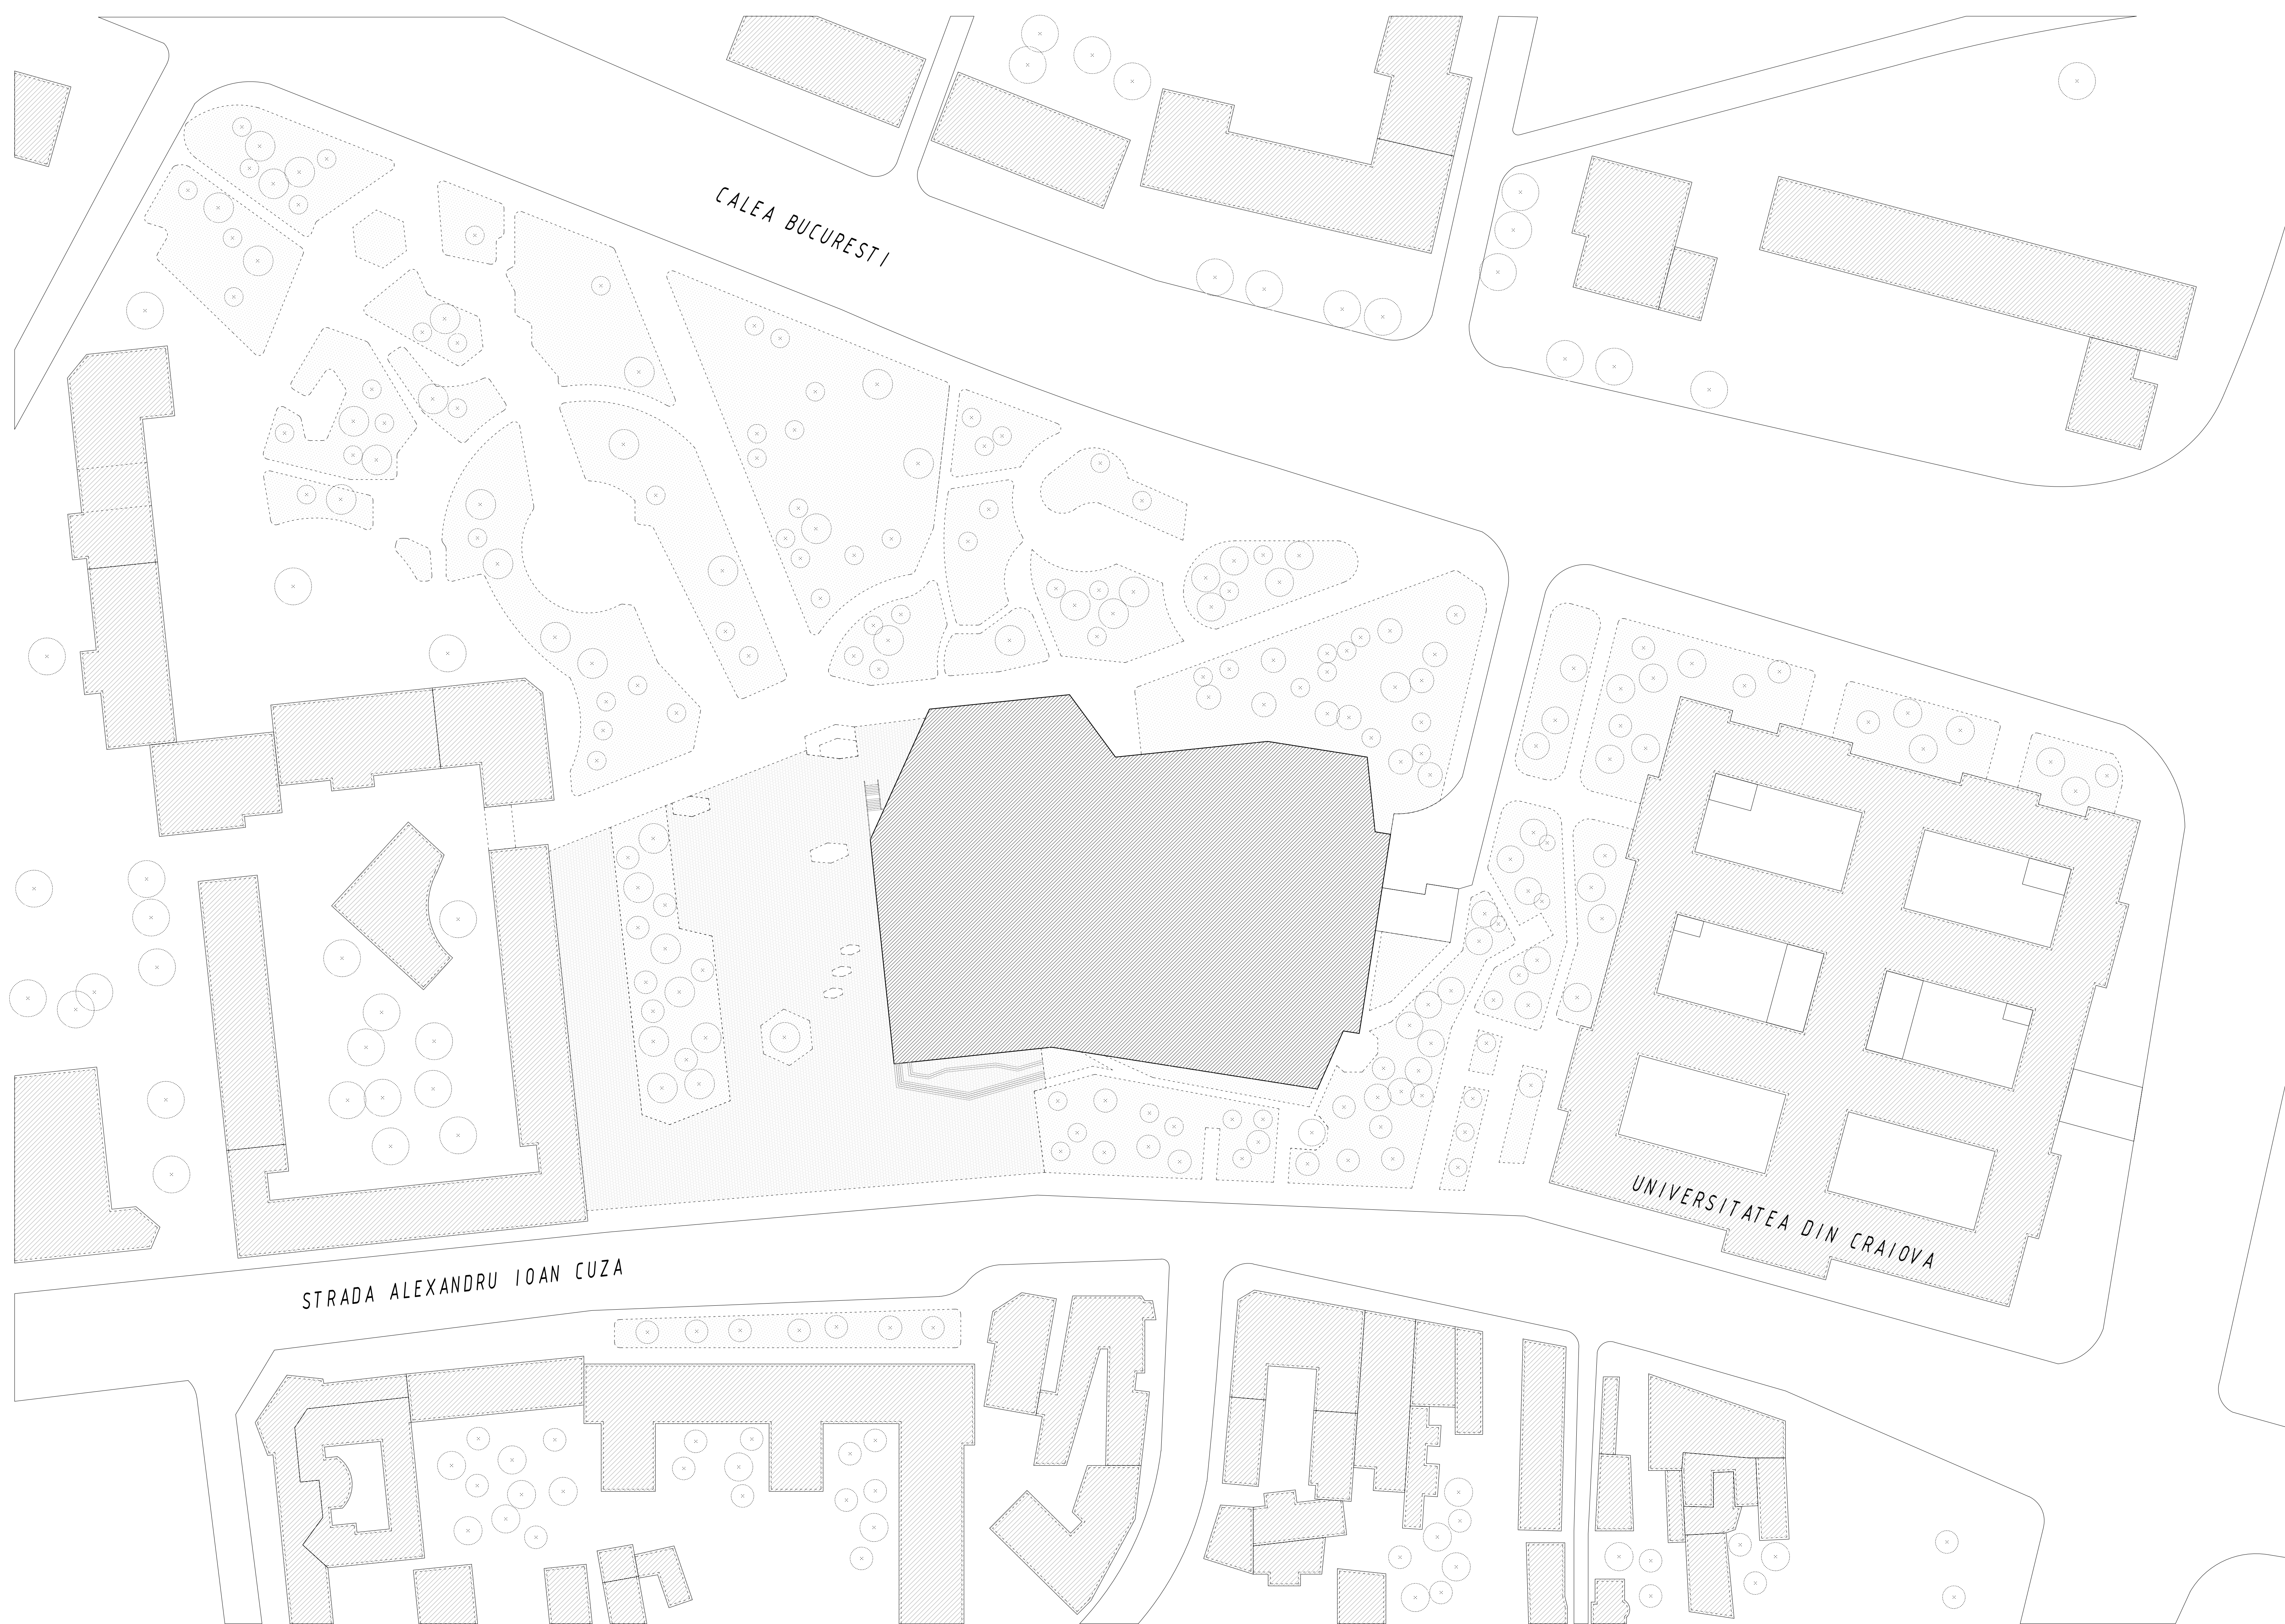 CALEA BUCURESTI
UNIVERSITATEA DIN CRAIOVA
STRADA ALEXANDRU IOAN CUZA